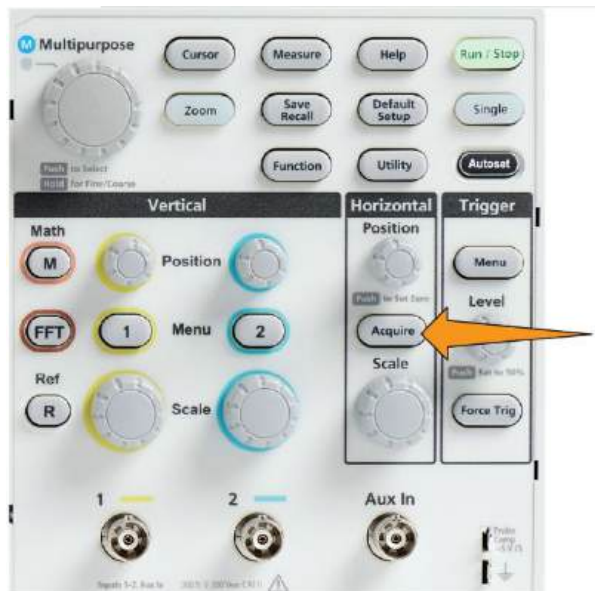 M Multipurpose
Cursor
Measure
Help
Run / Stop
Zoom
Save
Recall
Default
Setup
Single
Push to Select
Hold for Fine/Coarse
Function
Utility
Autoset
Vertical
Horizontal
Trigger
Math
Position
M
Position
Menu
Push to Set Zero
Level
FFT
1
Menu
2
Acquire
Ref
Scale
Push Set to 50%
R
Scale
Force Trig
1
2
Aux In
Probe
Comp